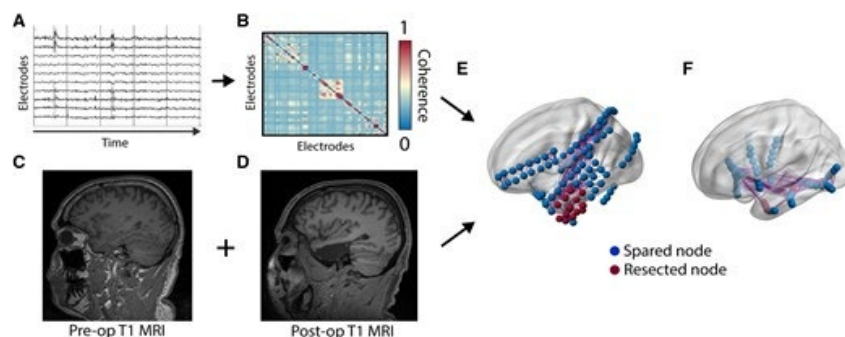 A
B
E
F
Electrodes
Time
Electrodes
Electrodes
1
Coherence
0
C
D
Pre-op T1 MRI
+
Post-op T1 MRI
Spared node
Resected node